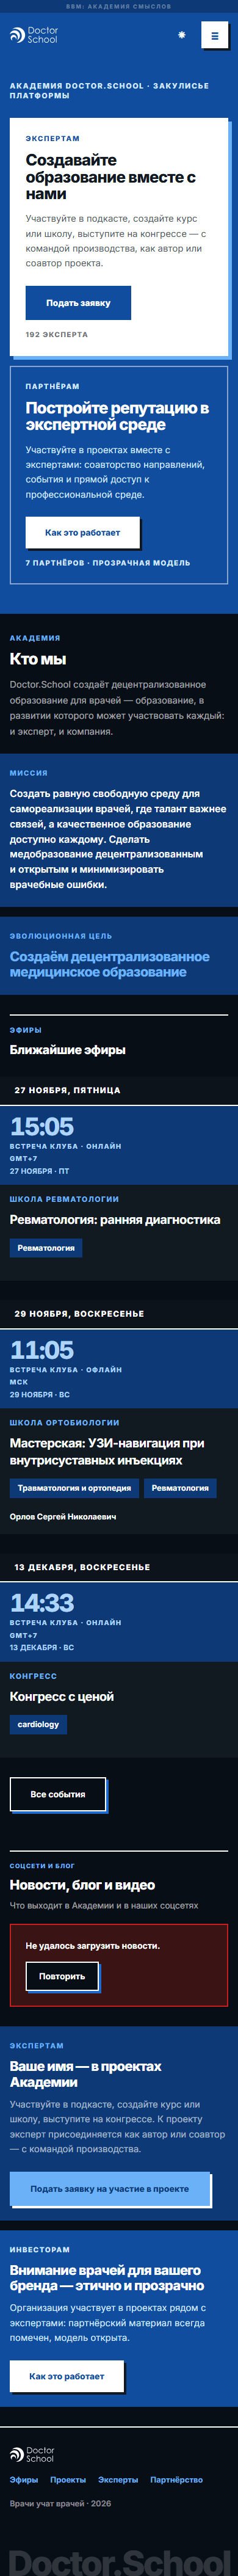 ВВМ: АКАДЕМИЯ СМЫСЛОВ
Doctor
School
АКАДЕМИЯ DOCTOR.SCHOOL · ЗАКУЛИСЬЕ
ПЛАТФОРМЫ
ЭКСПЕРТАМ
Создавайте
образование вместе с
нами
Участвуйте в подкасте, создайте курс
или школу, выступите на конгрессе — с
командой производства, как автор или
соавтор проекта.
Подать заявку
192 ЭКСПЕРТА
ПАРТНЁРАМ
Постройте репутацию в
экспертной среде
Участвуйте в проектах вместе с
экспертами: соавторство направлений,
события и прямой доступ к
профессиональной среде.
Как это работает
7 ПАРТНЁРОВ · ПРОЗРАЧНАЯ МОДЕЛЬ
АКАДЕМИЯ
Кто мы
Doctor.School создаёт децентрализованное
образование для врачей — образование, в
развитии которого может участвовать каждый:
и эксперт, и компания.
МИССИЯ
Создать равную свободную среду для
самореализации врачей, где талант важнее
связей, а качественное образование
доступно каждому. Сделать
медобразование децентрализованным
и открытым и минимизировать
врачебные ошибки.
ЭВОЛЮЦИОННАЯ ЦЕЛЬ
Создаём децентрализованное
медицинское образование
ЭФИРЫ
Ближайшие эфиры
27 НОЯБРЯ, ПЯТНИЦА
15:05
ВСТРЕЧА КЛУБА · ОНЛАЙН
GMT+7
27 НОЯБРЯ · ПТ
ШКОЛА РЕВМАТОЛОГИИ
Ревматология: ранняя диагностика
Ревматология
29 НОЯБРЯ, ВОСКРЕСЕНЬЕ
11:05
ВСТРЕЧА КЛУБА · ОФЛАЙН
МСК
29 НОЯБРЯ · ВС
ШКОЛА ОРТОБИОЛОГИИ
Мастерская: УЗИ-навигация при
внутрисуставных инъекциях
Травматология и ортопедия
Ревматология
Орлов Сергей Николаевич
13 ДЕКАБРЯ, ВОСКРЕСЕНЬЕ
14:33
ВСТРЕЧА КЛУБА · ОНЛАЙН
GMT+7
13 ДЕКАБРЯ · ВС
КОНГРЕСС
Конгресс с ценой
cardiology
Все события
СОЦСЕТИ И БЛОГ
Новости, блог и видео
Что выходит в Академии и в наших соцсетях
Не удалось загрузить новости.
Повторить
ЭКСПЕРТАМ
Ваше имя — в проектах
Академии
Участвуйте в подкасте, создайте курс или
школу, выступите на конгрессе. К проекту
эксперт присоединяется как автор или соавтор
— с командой производства.
Подать заявку на участие в проекте
ИНВЕСТОРАМ
Внимание врачей для вашего
бренда — этично и прозрачно
Организация участвует в проектах рядом с
экспертами: партнёрский материал всегда
помечен, модель открыта.
Как это работает
Doctor
School
Эфиры Проекты Эксперты Партнёрство
Врачи учат врачей · 2026
Doctor.School